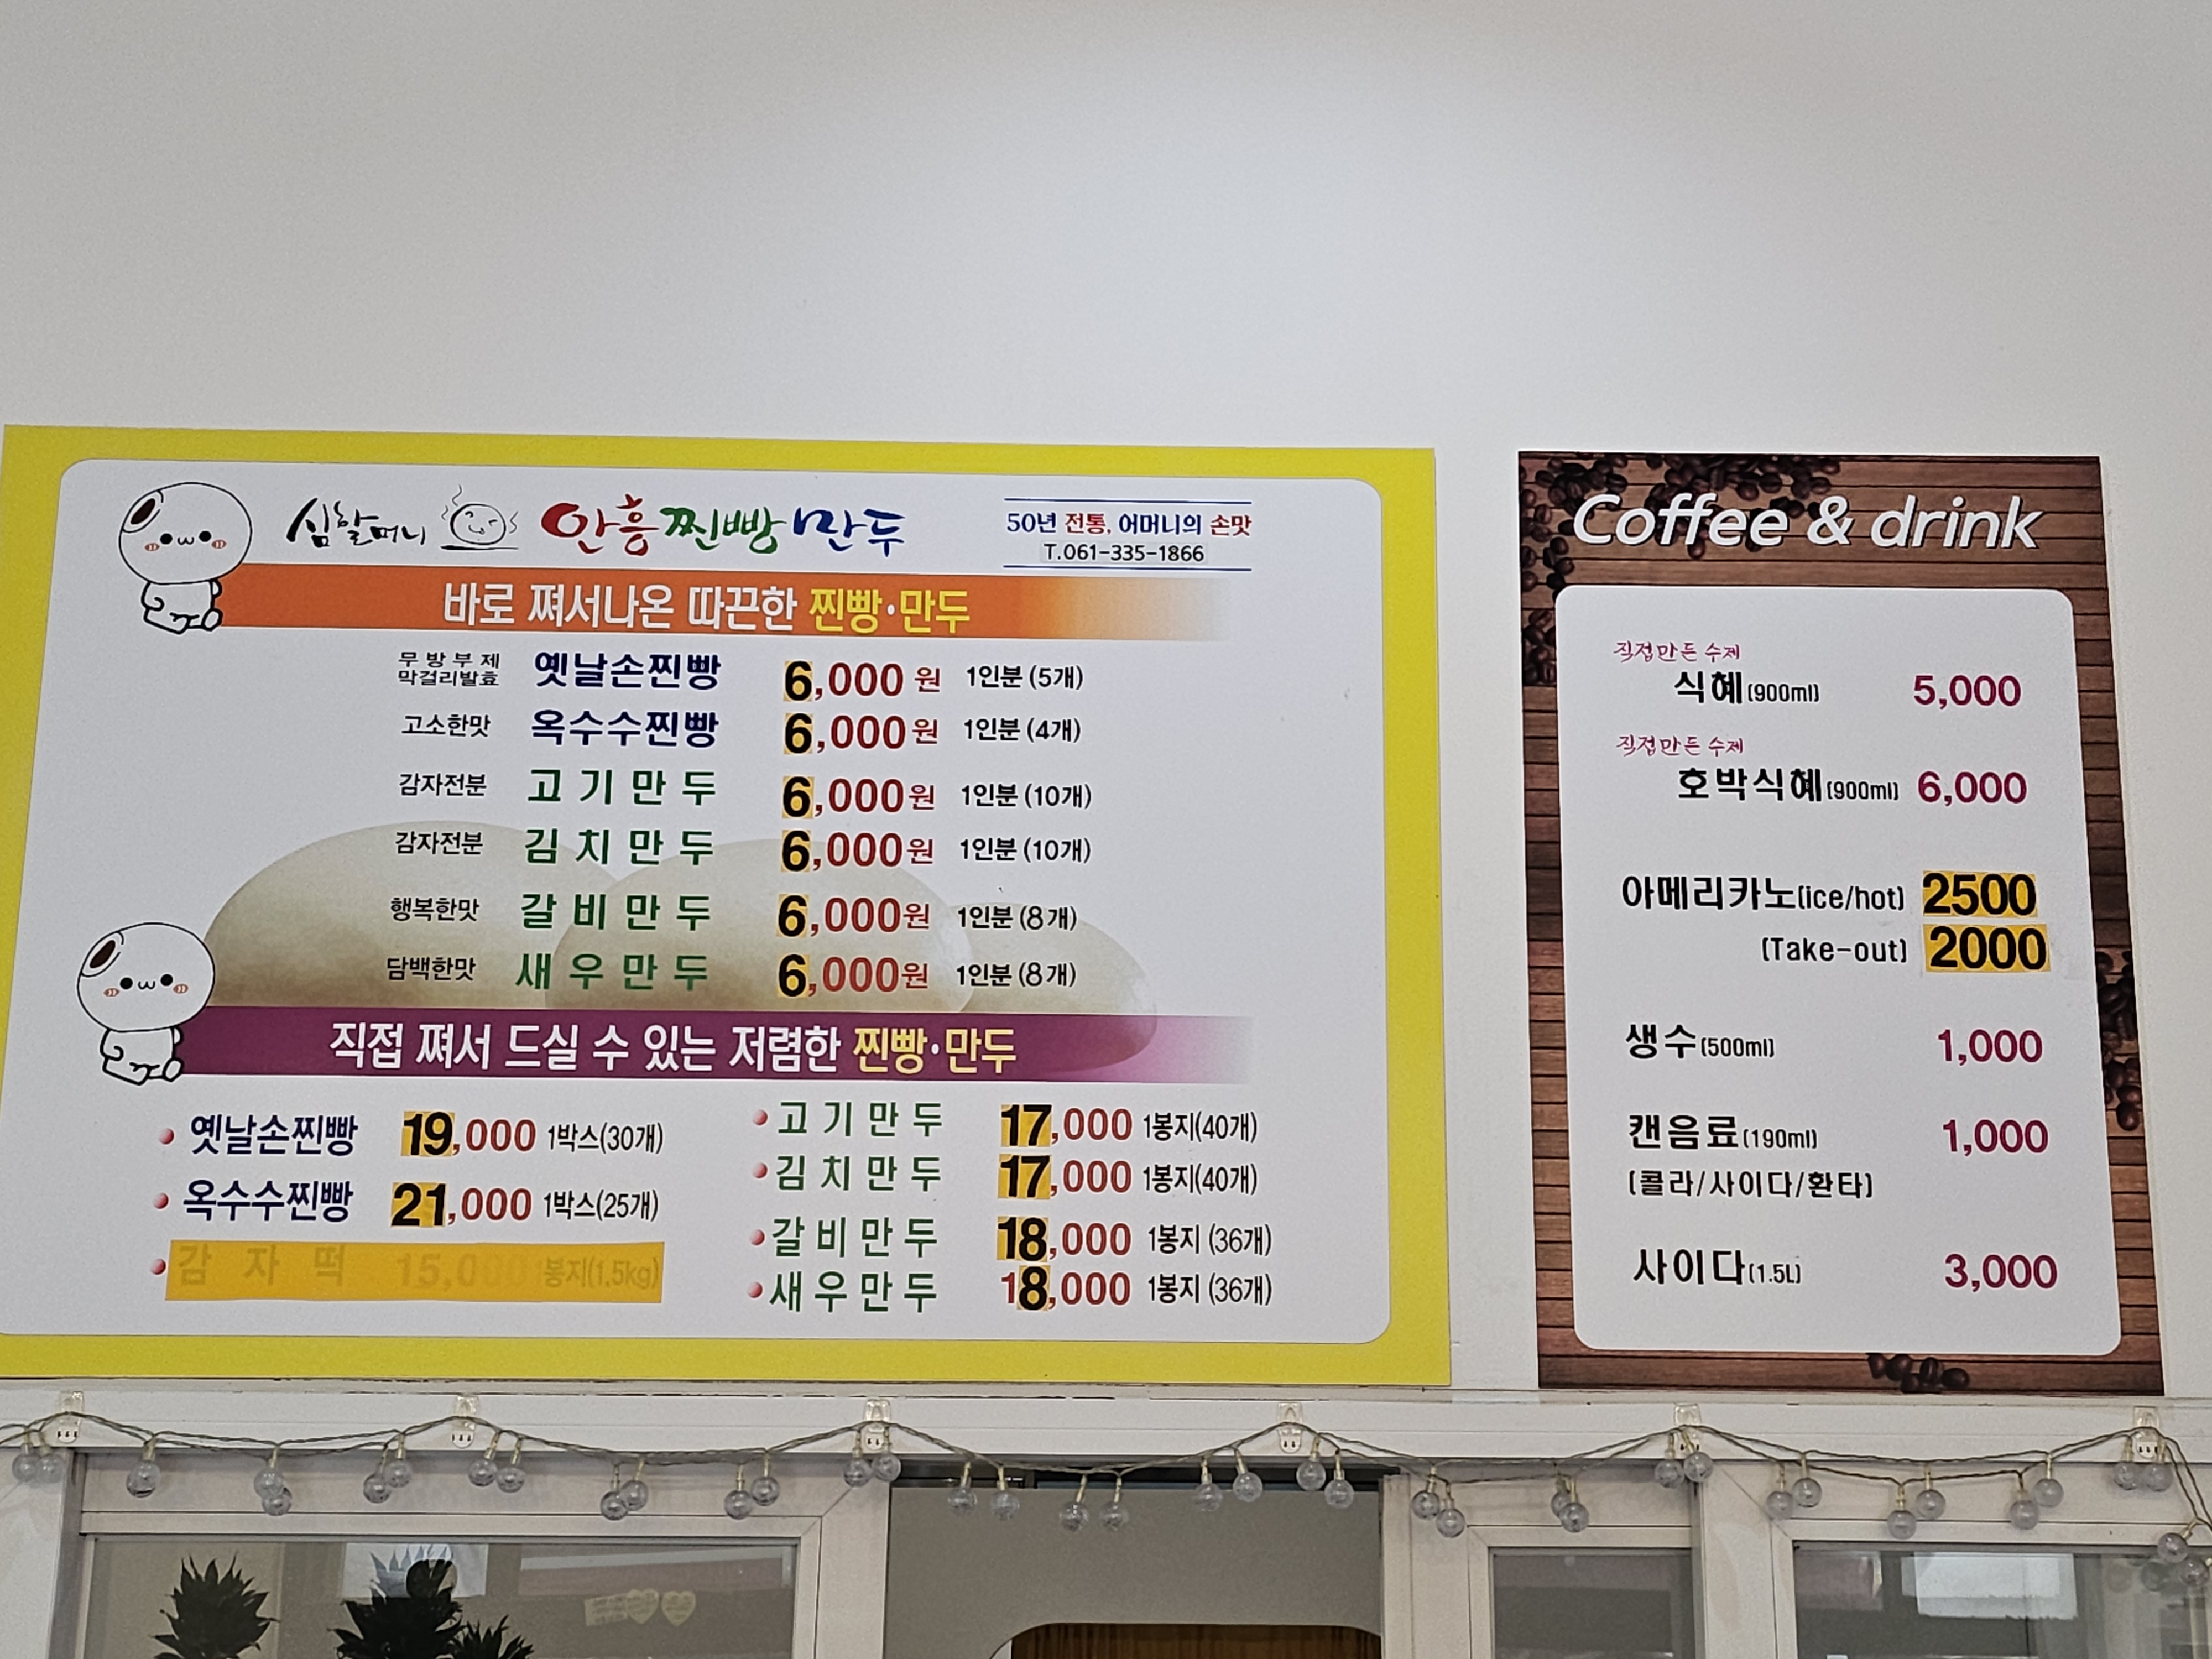 심할머니 안흥찐빵만두
50년 전통, 어머니의 손맛
T.061-335-1866
바로 쪄서나온 따끈한 찐빵·만두
무방부제
막걸리발효 옛날손찐빵 6,000원 1인분 (5개)
고소한맛 옥수수찐빵 6,000원 1인분 (4개)
감자전분 고기만두 6,000원 1인분 (10개)
감자전분 김치만두 6,000원 1인분 (10개)
행복한맛 갈비만두 6,000원 1인분 (8개)
담백한맛 새우만두 6,000원 1인분 (8개)
직접 쪄서 드실 수 있는 저렴한 찐빵·만두
옛날손찐빵 19,000 1박스(30개)
옥수수찐빵 21,000 1박스(25개)
감자떡 15,000 1봉지(1.5kg)
고기만두 17,000 1봉지(40개)
김치만두 17,000 1봉지(40개)
갈비만두 18,000 1봉지 (36개)
새우만두 18,000 1봉지 (36개)
Coffee & drink
직접만든 수제
식혜(900ml) 5,000
직접만든 수제
호박식혜(900ml) 6,000
아메리카노(ice/hot) 2500
(Take-out) 2000
생수(500ml) 1,000
캔음료(190ml) 1,000
(콜라/사이다/환타)
사이다(1.5L) 3,000